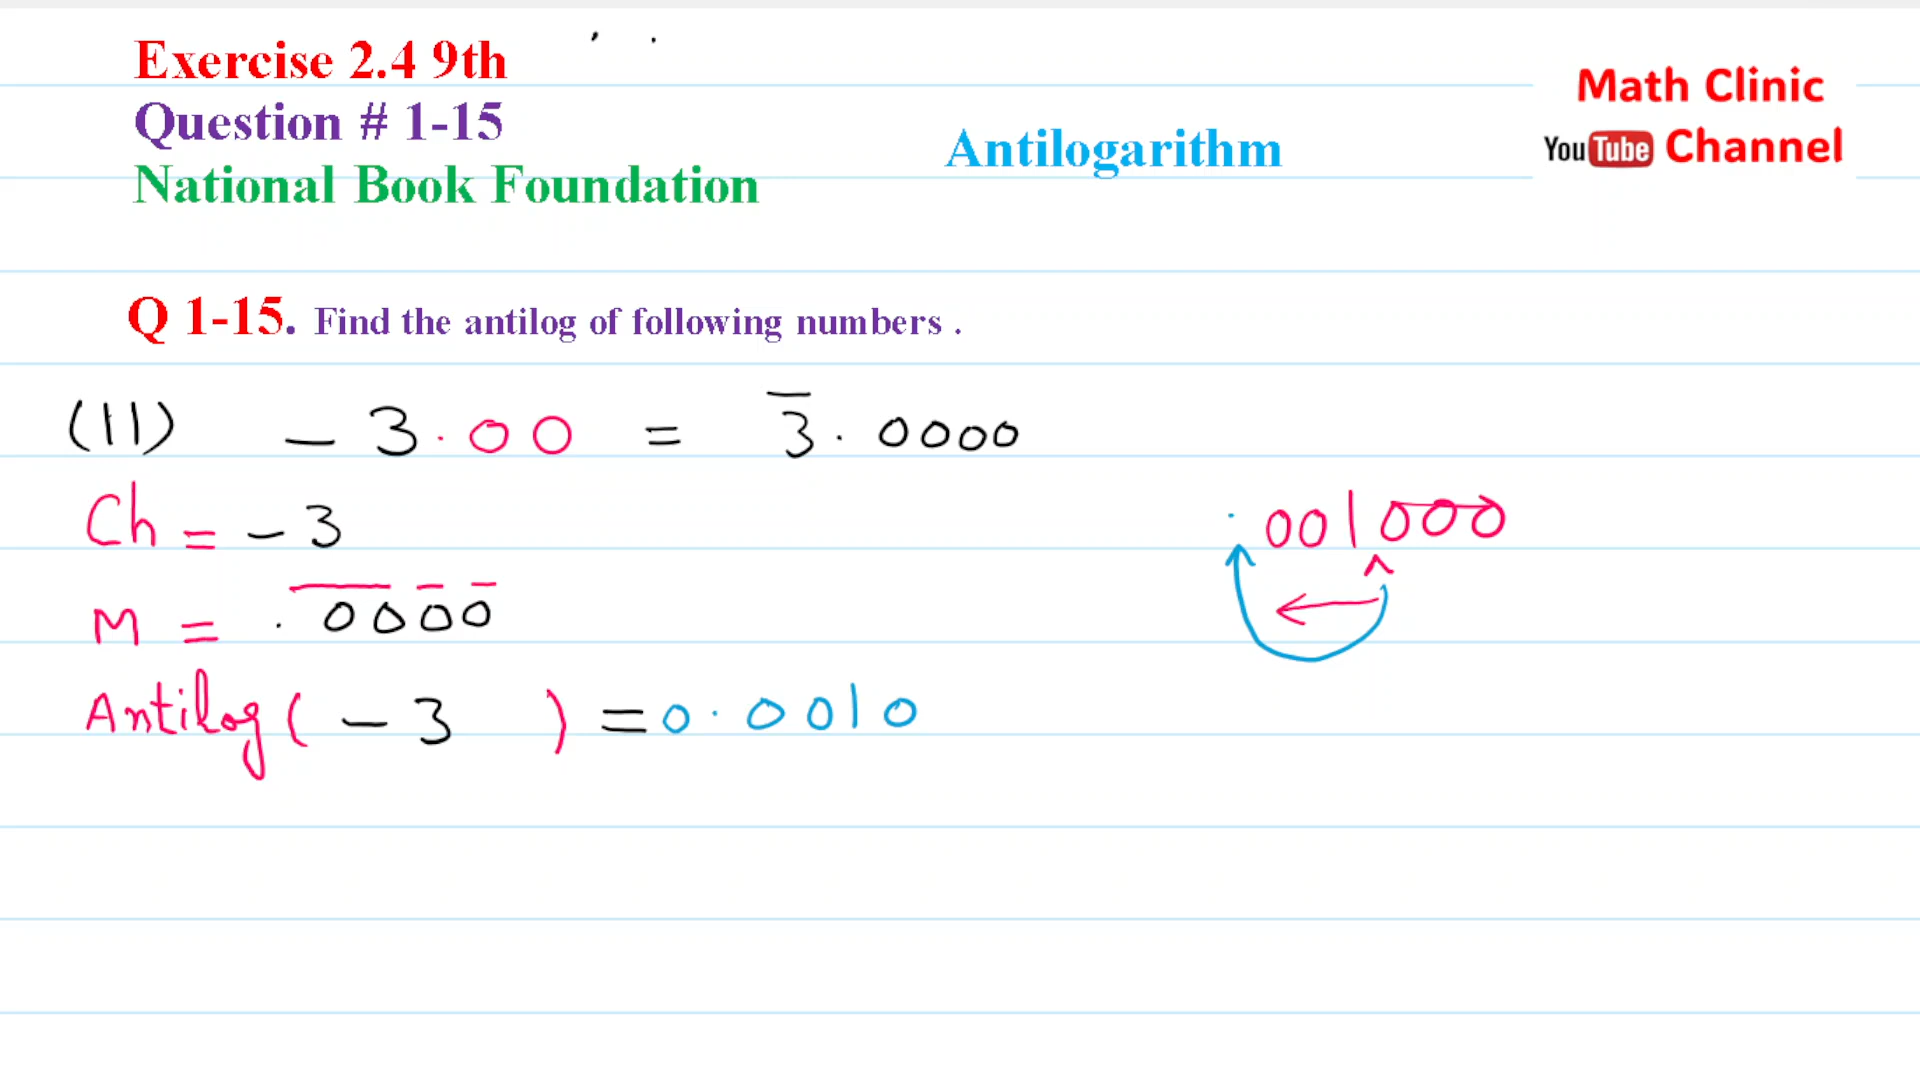 Exercise 2.4 9th
Question # 1-15
National Book Foundation
Antilogarithm
Math Clinic
YouTube Channel
Q 1-15. Find the antilog of following numbers .
(11) - 3.00 = 3̅. 0000
Ch = - 3
.001000
M = . 0000
Antilog ( - 3 ) = 0.0010